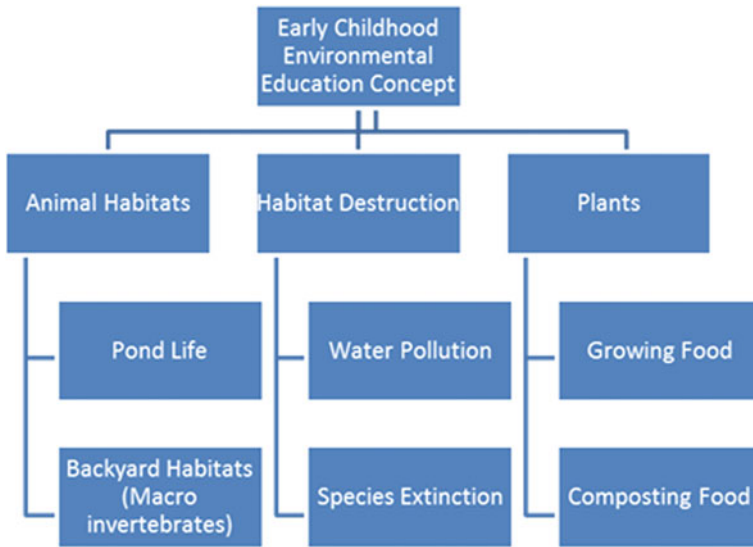 Early Childhood
Environmental
Education Concept
Animal Habitats
Habitat Destruction
Plants
Pond Life
Water Pollution
Growing Food
Backyard Habitats
(Macro
invertebrates)
Species Extinction
Composting Food